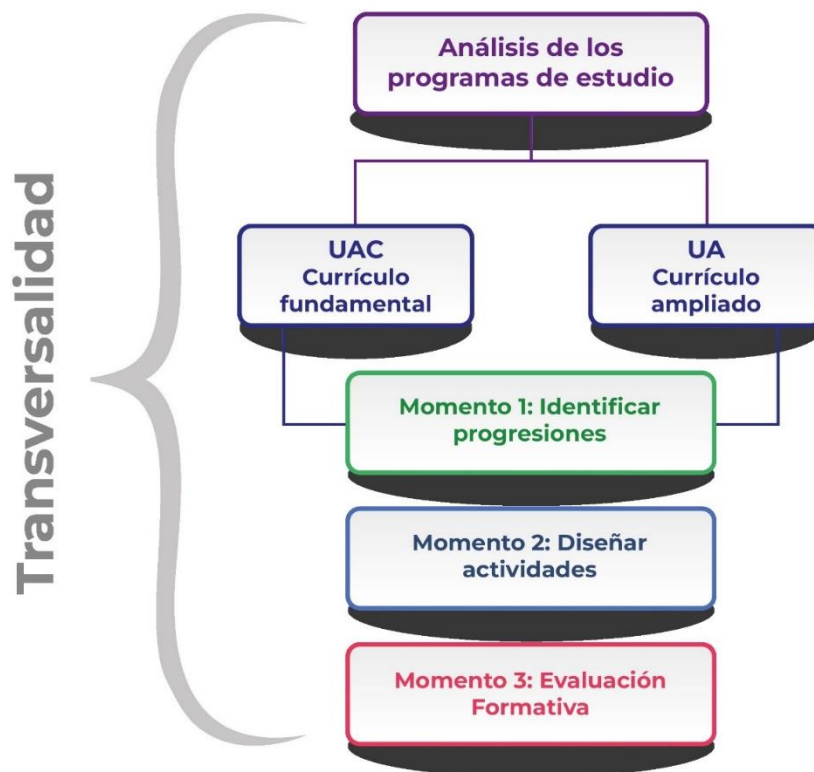 Transversalidad
Análisis de los
programas de estudio
UAC
Currículo
fundamental
UA
Currículo
ampliado
Momento 1: Identificar
progresiones
Momento 2: Diseñar
actividades
Momento 3: Evaluación
Formativa